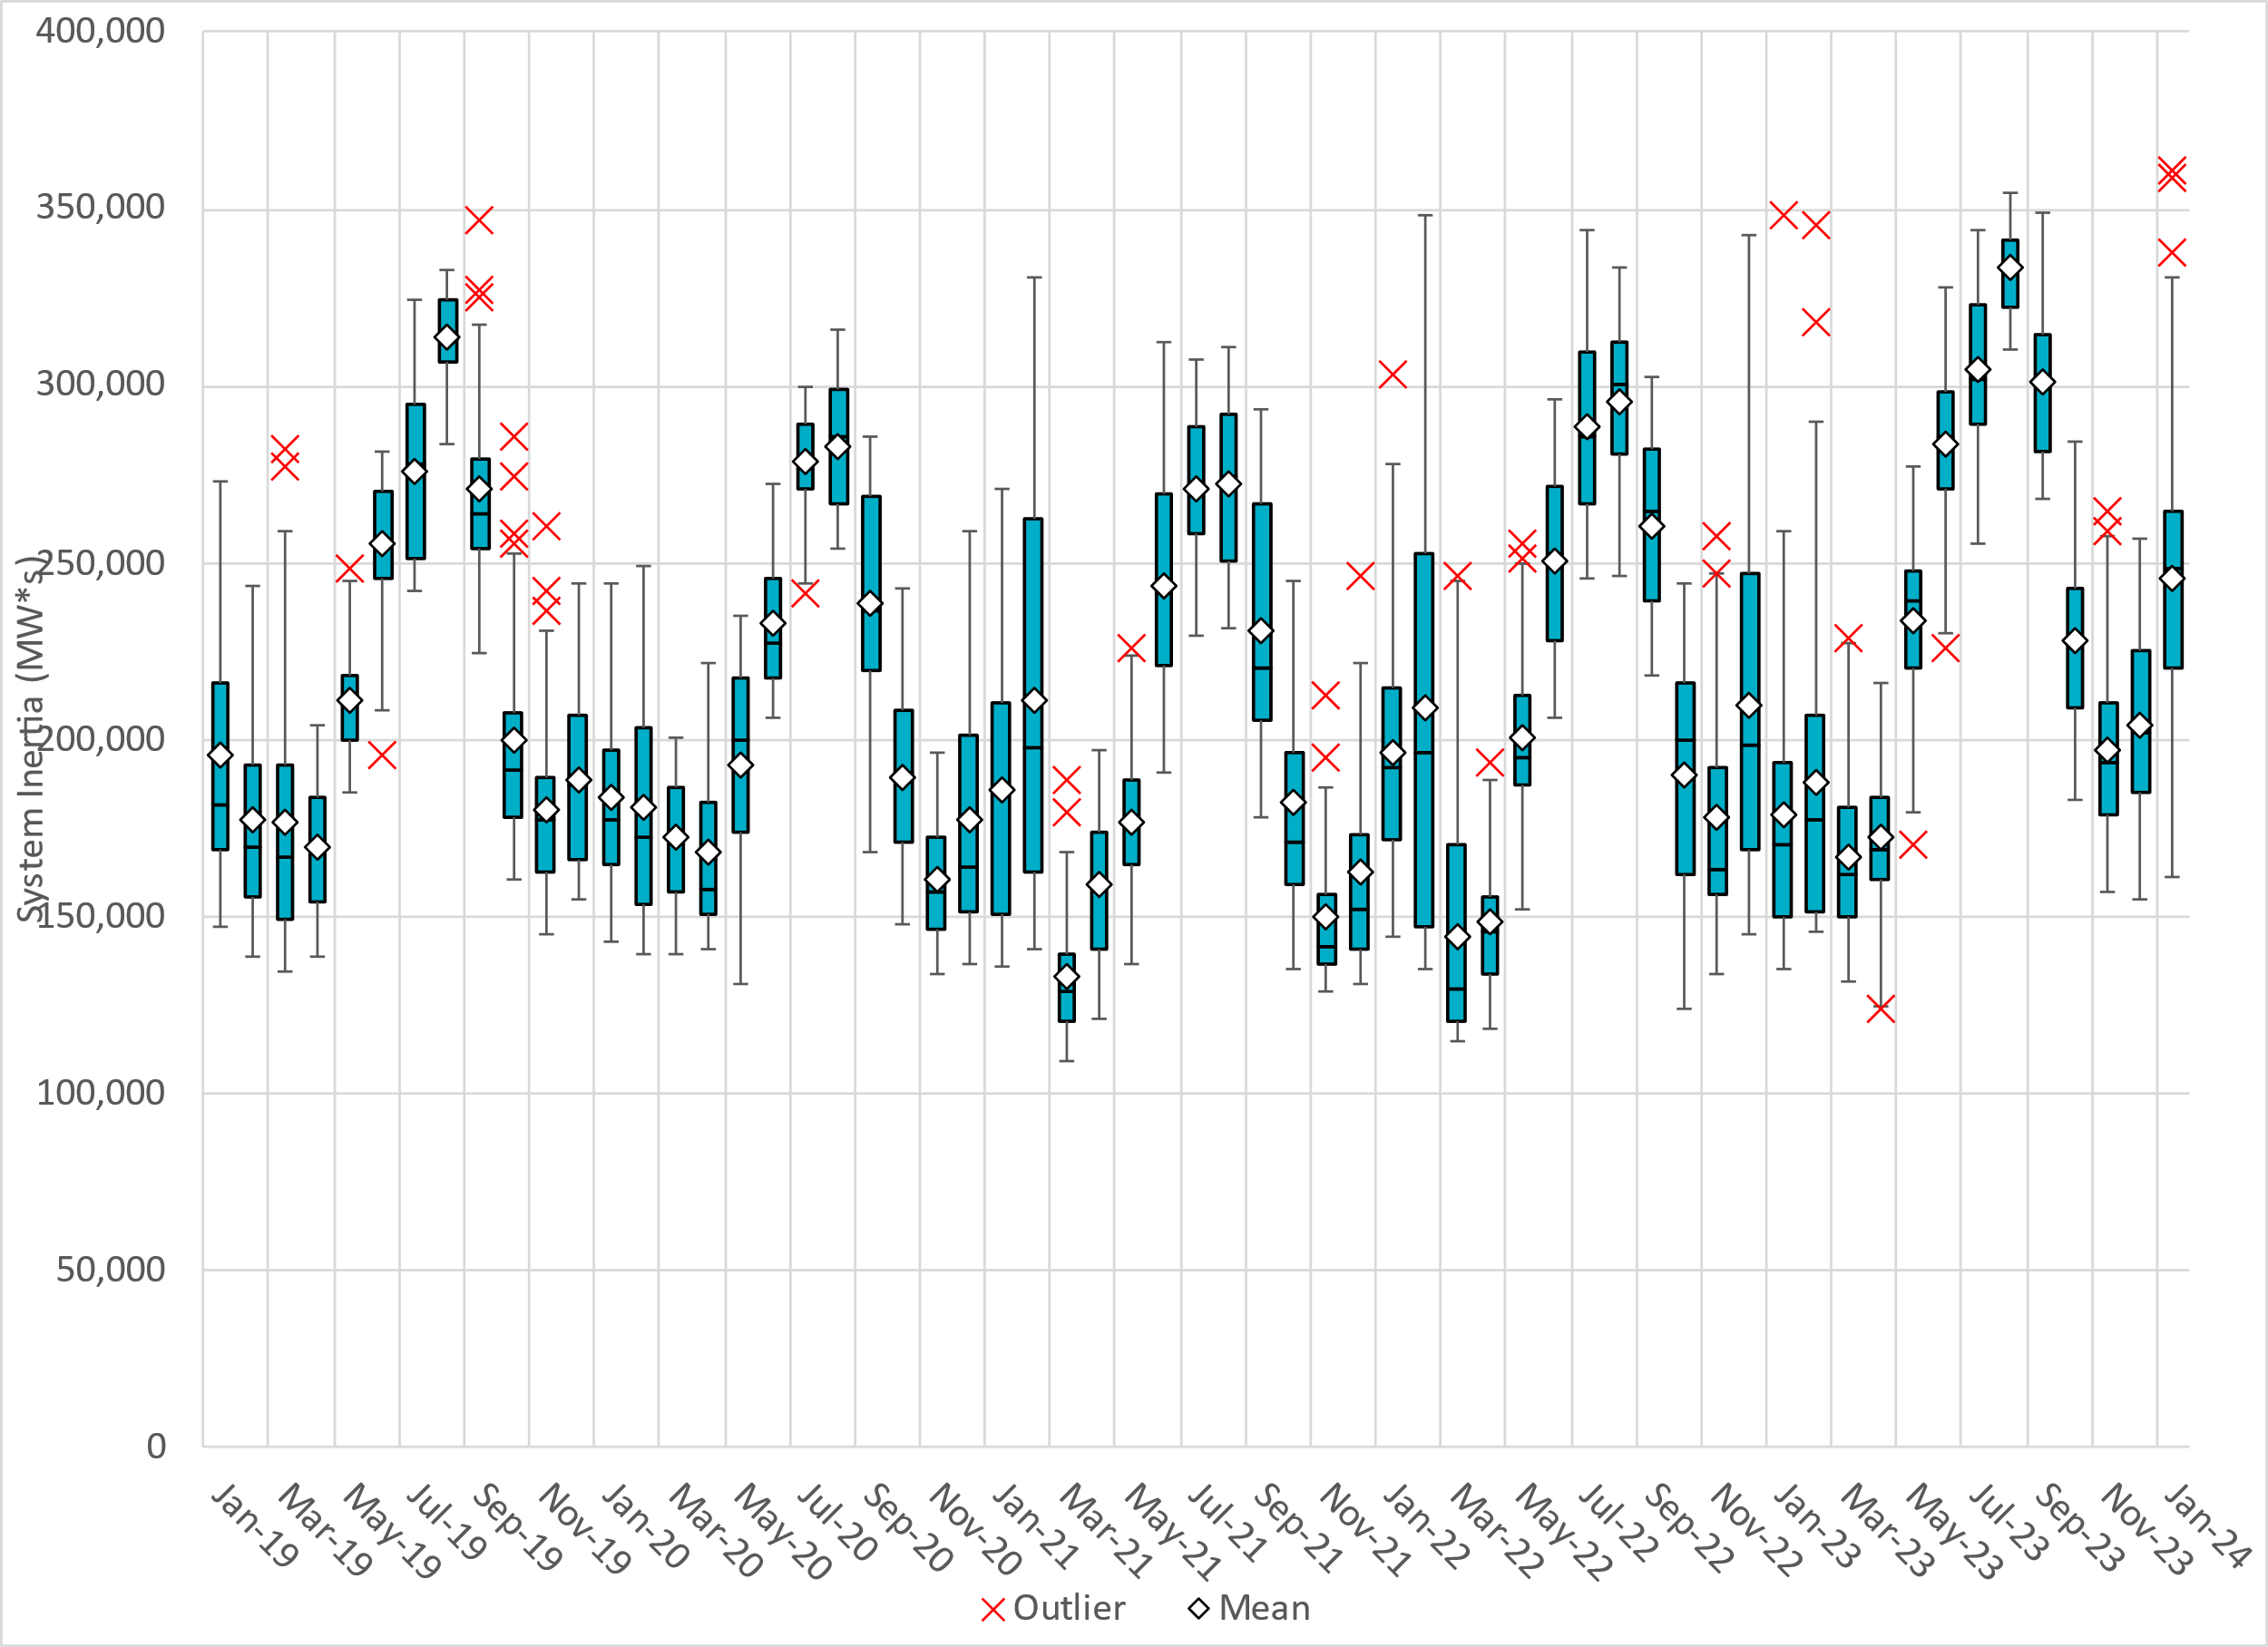 400,000
350,000
300,000
250,000
200,000
150,000
100,000
50,000
0
System Inertia (MW*s)
Jan-19
Mar-19
May-19
Jul-19
Sep-19
Nov-19
Jan-20
Mar-20
May-20
Jul-20
Sep-20
Nov-20
Jan-21
Mar-21
May-21
Jul-21
Sep-21
Nov-21
Jan-22
Mar-22
May-22
Jul-22
Sep-22
Nov-22
Jan-23
Mar-23
May-23
Jul-23
Sep-23
Nov-23
Jan-24
Outlier
Mean